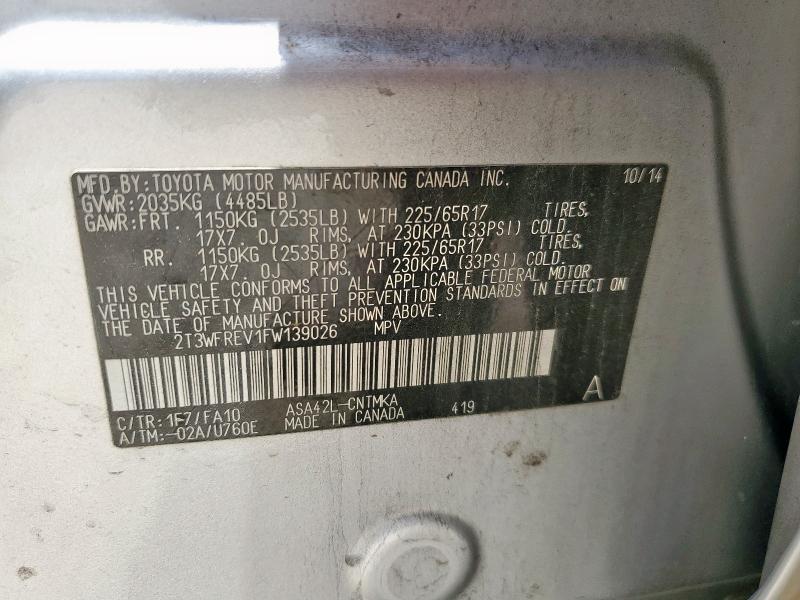 MFD.BY:TOYOTA MOTOR MANUFACTURING CANADA INC. 10/14
GVWR:2035KG (4485LB)
GAWR:FRT. 1150KG (2535LB) WITH 225/65R17 TIRES,
17X7.0J RIMS, AT 230KPA (33PSI) COLD.
RR. 1150KG (2535LB) WITH 225/65R17 TIRES,
17X7.0J RIMS, AT 230KPA (33PSI) COLD.
THIS VEHICLE CONFORMS TO ALL APPLICABLE FEDERAL MOTOR
VEHICLE SAFETY AND THEFT PREVENTION STANDARDS IN EFFECT ON
THE DATE OF MANUFACTURE SHOWN ABOVE.
2T3WFREV1FW139026 MPV
A
C/TR:1F7/FA10 ASA42L-CNTMKA 419
A/TM:-02A/U760E MADE IN CANADA